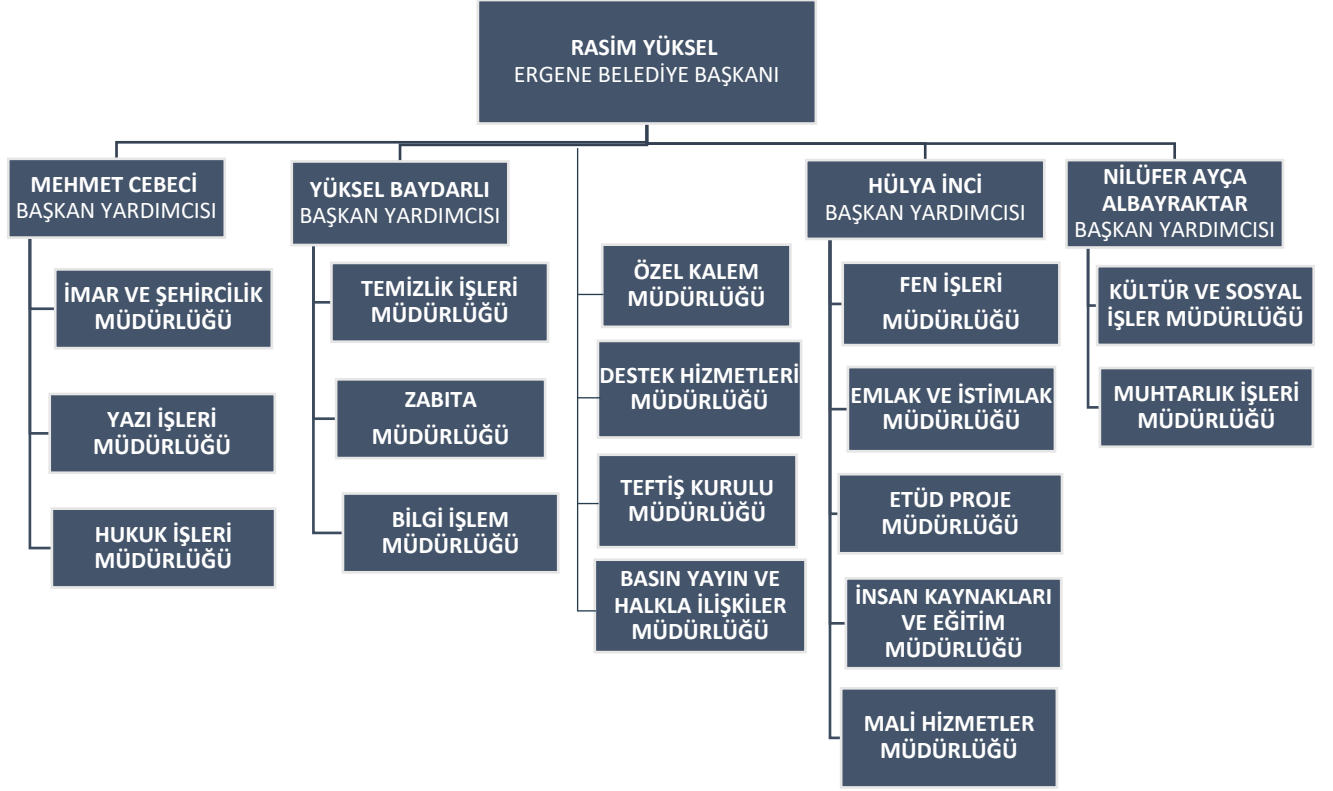 RASİM YÜKSEL
ERGENE BELEDİYE BAŞKANI
MEHMET CEBECİ
BAŞKAN YARDIMCISI
İMAR VE ŞEHİRCİLİK
MÜDÜRLÜĞÜ
YAZI İŞLERİ
MÜDÜRLÜĞÜ
HUKUK İŞLERİ
MÜDÜRLÜĞÜ
YÜKSEL BAYDARLI
BAŞKAN YARDIMCISI
TEMİZLİK İŞLERİ
MÜDÜRLÜĞÜ
ZABITA
MÜDÜRLÜĞÜ
BİLGİ İŞLEM
MÜDÜRLÜĞÜ
ÖZEL KALEM
MÜDÜRLÜĞÜ
DESTEK HİZMETLERİ
MÜDÜRLÜĞÜ
TEFTİŞ KURULU
MÜDÜRLÜĞÜ
BASIN YAYIN VE
HALKLA İLİŞKİLER
MÜDÜRLÜĞÜ
HÜLYA İNCİ
BAŞKAN YARDIMCISI
FEN İŞLERİ
MÜDÜRLÜĞÜ
EMLAK VE İSTİMLAK
MÜDÜRLÜĞÜ
ETÜD PROJE
MÜDÜRLÜĞÜ
İNSAN KAYNAKLARI
VE EĞİTİM
MÜDÜRLÜĞÜ
MALİ HİZMETLER
MÜDÜRLÜĞÜ
NİLÜFER AYÇA
ALBAYRAKTAR
BAŞKAN YARDIMCISI
KÜLTÜR VE SOSYAL
İŞLER MÜDÜRLÜĞÜ
MUHTARLIK İŞLERİ
MÜDÜRLÜĞÜ